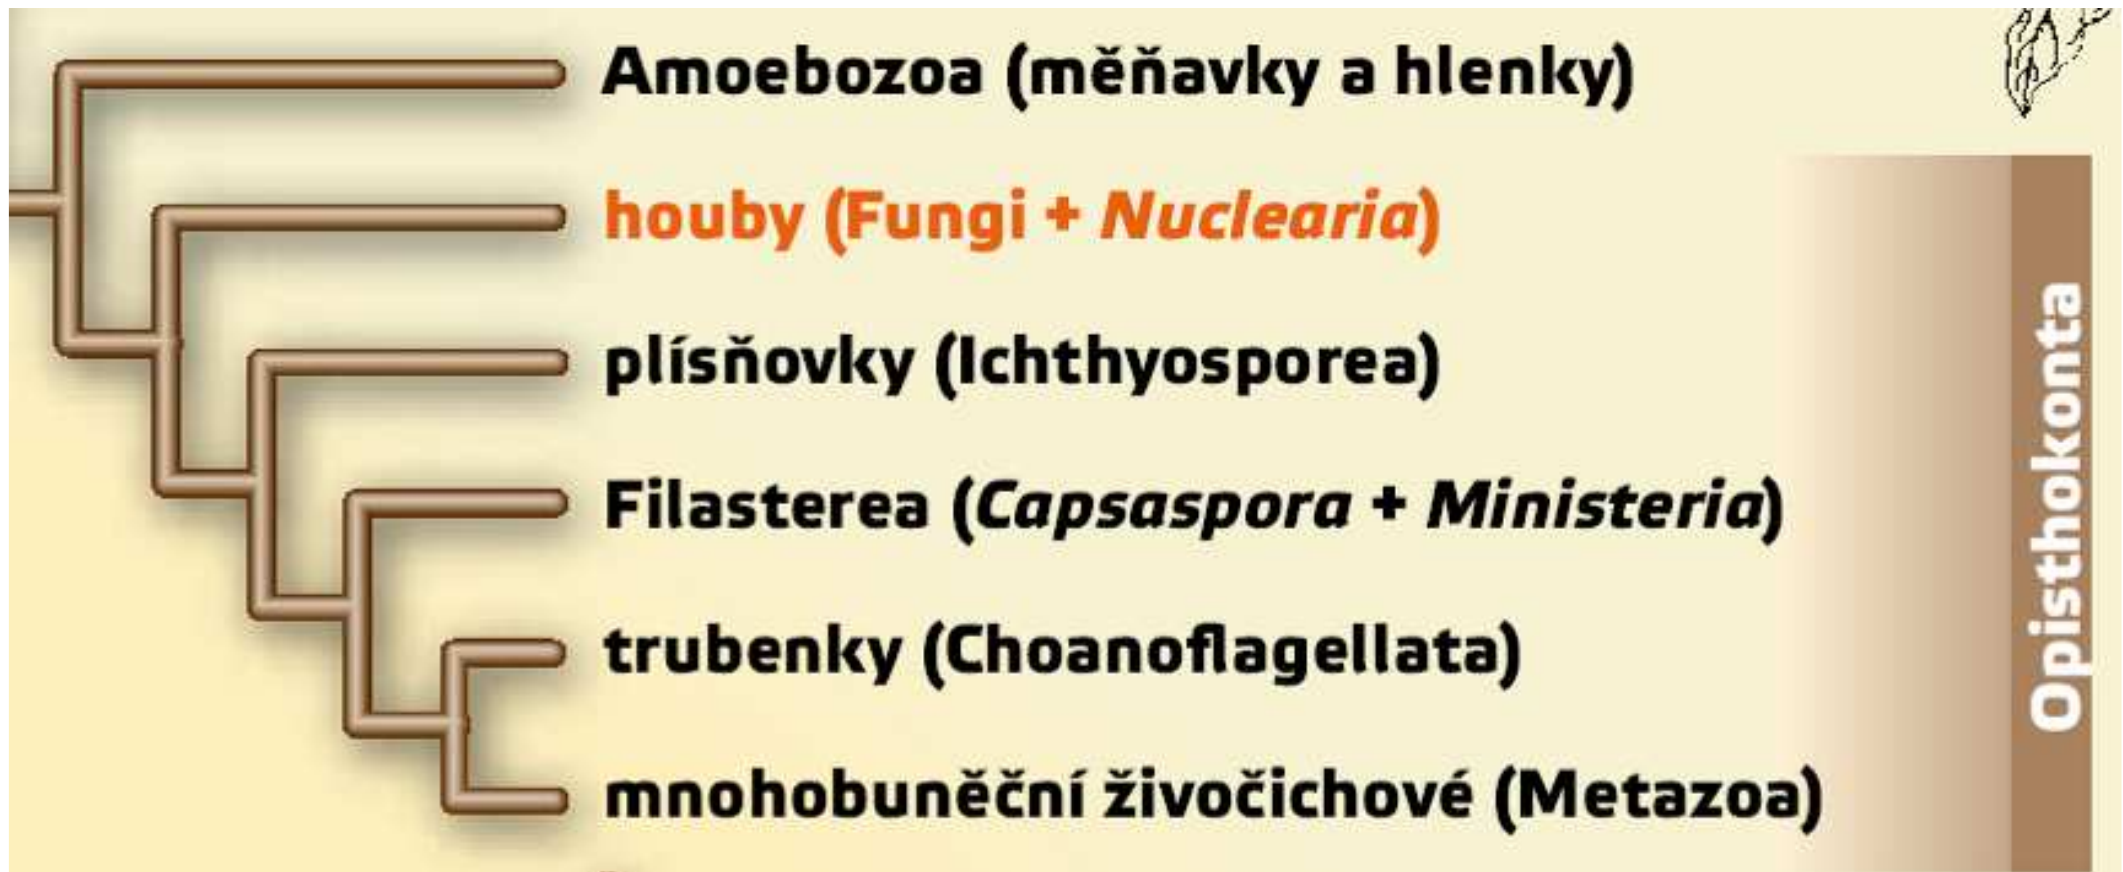 Amoebozoa (měňavky a hlenky)
houby (Fungi + Nuclearia)
plísňovky (Ichthyosporea)
Filasterea (Capsaspora + Ministeria)
trubenky (Choanoflagellata)
mnohobuněční živočichové (Metazoa)
Opisthokonta